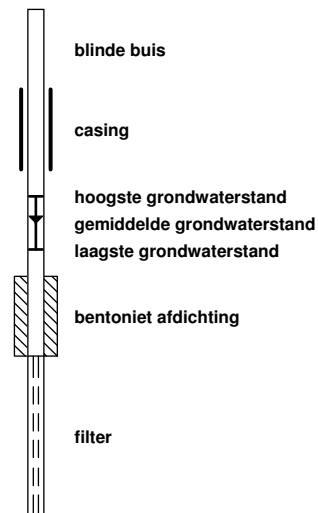 blinde buis
casing
hoogste grondwaterstand
gemiddelde grondwaterstand
laagste grondwaterstand
bentoniet afdichting
filter